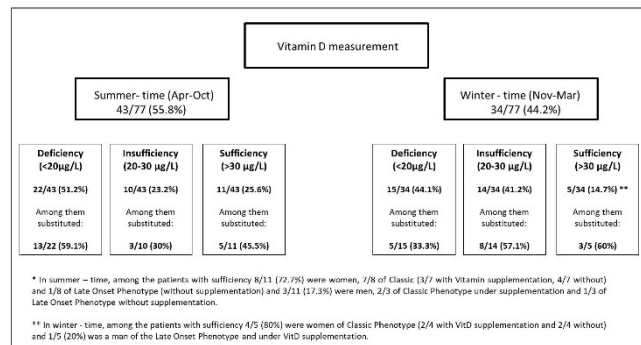 Vitamin D measurement
Summer- time (Apr-Oct)
43/77 (55.8%)
Winter - time (Nov-Mar)
34/77 (44.2%)
Deficiency
(<20µg/L)
22/43 (51.2%)
Among them
substituted:
13/22 (59.1%)
Insufficiency
(20-30 µg/L)
10/43 (23.2%)
Among them
substituted:
3/10 (30%)
Sufficiency
(>30 µg/L)
11/43 (25.6%)
Among them
substituted:
5/11 (45.5%)
Deficiency
(<20µg/L)
15/34 (44.1%)
Among them
substituted:
5/15 (33.3%)
Insufficiency
(20-30 µg/L)
14/34 (41.2%)
Among them
substituted:
8/14 (57.1%)
Sufficiency
(>30 µg/L)
5/34 (14.7%) **
Among them
substituted:
3/5 (60%)
* In summer – time, among the patients with sufficiency 8/11 (72.7%) were women, 7/8 of Classic (3/7 with Vitamin supplementation, 4/7 without)
and 1/8 of Late Onset Phenotype (without supplementation) and 3/11 (17.3%) were men, 2/3 of Classic Phenotype under supplementation and 1/3 of
Late Onset Phenotype without supplementation.
** In winter - time, among the patients with sufficiency 4/5 (80%) were women of Classic Phenotype (2/4 with VitD supplementation and 2/4 without) and
1/5 (20%) was a man of the Late Onset Phenotype and under VitD supplementation.